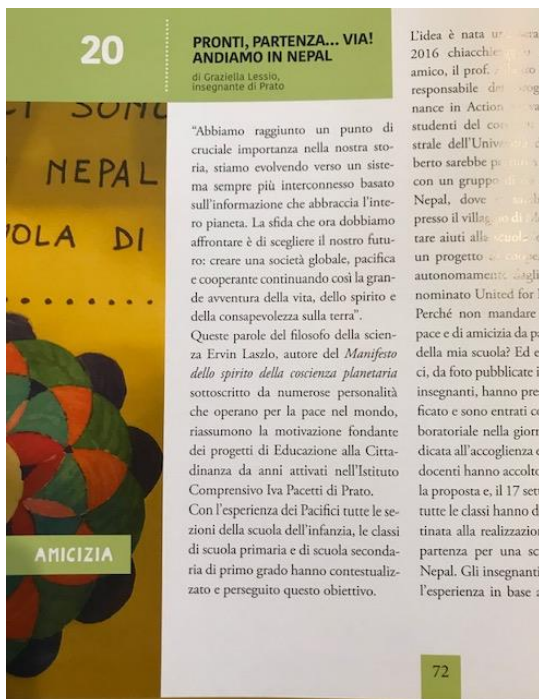 20
PRONTI, PARTENZA... VIA!
ANDIAMO IN NEPAL
di Graziella Lessio,
insegnante di Prato
NEPAL
OLA DI
AMICIZIA
"Abbiamo raggiunto un punto di
cruciale importanza nella nostra sto-
ria, stiamo evolvendo verso un siste-
ma sempre più interconnesso basato
sull'informazione che abbraccia l'inte-
ro pianeta. La sfida che ora dobbiamo
affrontare è di scegliere il nostro futu-
ro: creare una società globale, pacifica
e cooperante continuando così la gran-
de avventura della vita, dello spirito e
della consapevolezza sulla terra".
Queste parole del filosofo della scien-
za Ervin Laszlo, autore del Manifesto
dello spirito della coscienza planetaria
sottoscritto da numerose personalità
che operano per la pace nel mondo,
riassumono la motivazione fondante
dei progetti di Educazione alla Citta-
dinanza da anni attivati nell'Istituto
Comprensivo Iva Pacetti di Prato.
Con l'esperienza dei Pacifici tutte le se-
zioni della scuola dell'infanzia, le classi
di scuola primaria e di scuola seconda-
ria di primo grado hanno contestualiz-
zato e perseguito questo obiettivo.
L'idea è nata
2016
amico, il prof.
responsabile
nance in Action
studenti del
strale
berto sarebbe
con un gruppo
Nepal, dove
presso il
tare aiuti alla scuola
un progetto
autonomamente
nominato United for
Perché non mandare
pace e di amicizia da
della mia scuola? Ed
ci, da foto pubblicate
insegnanti, hanno
ficato e sono entrati
boratoriale nella
dicata all'accoglienza
docenti hanno accolto
la proposta e, il 17
tutte le classi hanno
tinata alla
partenza per una
Nepal. Gli insegnanti
l'esperienza in base
72